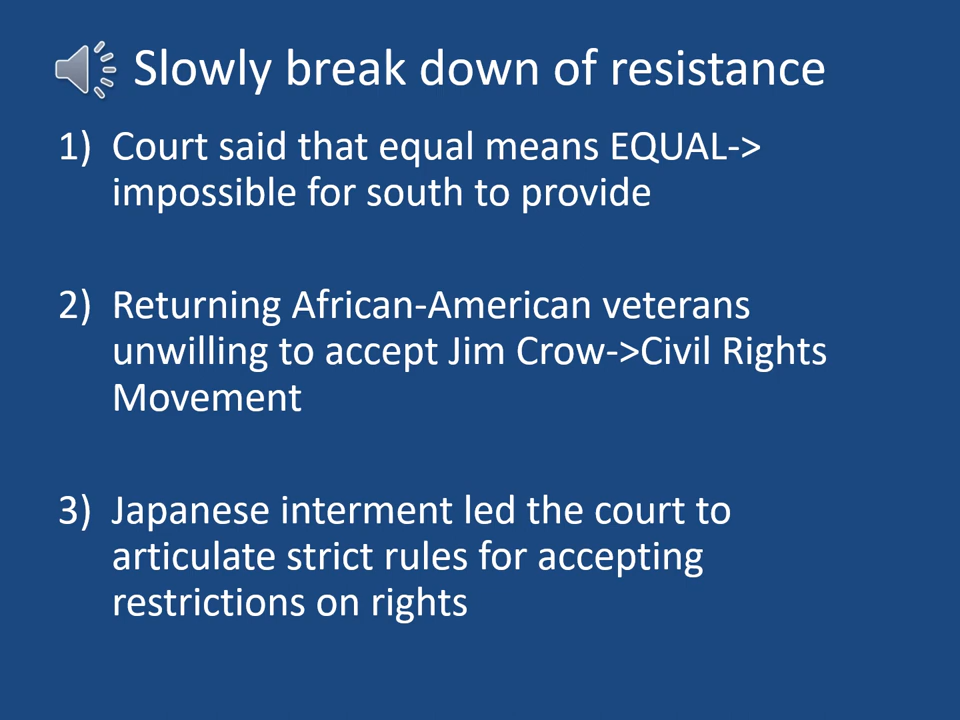 Slowly break down of resistance
1) Court said that equal means EQUAL->
impossible for south to provide
2) Returning African-American veterans
unwilling to accept Jim Crow->Civil Rights
Movement
3) Japanese interment led the court to
articulate strict rules for accepting
restrictions on rights